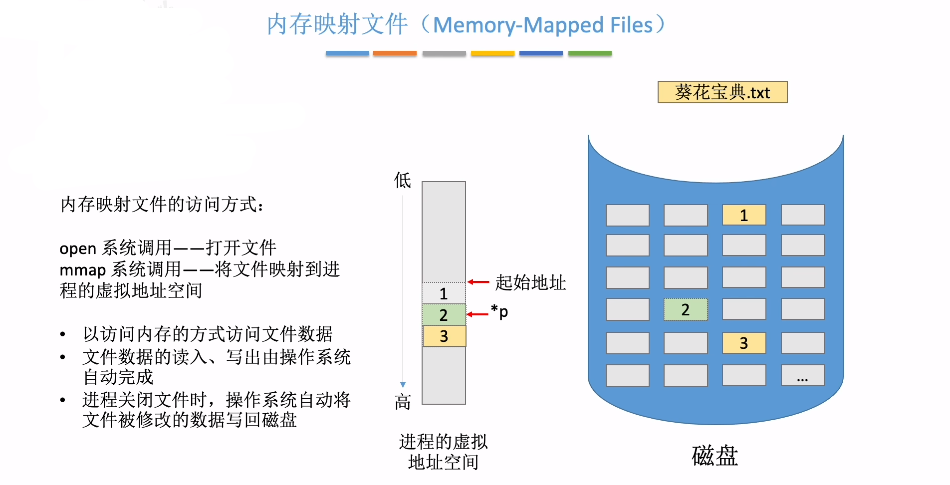 内存映射文件（Memory-Mapped Files）
葵花宝典.txt
内存映射文件的访问方式：
open 系统调用——打开文件
mmap 系统调用——将文件映射到进
程的虚拟地址空间
• 以访问内存的方式访问文件数据
• 文件数据的读入、写出由操作系统
自动完成
• 进程关闭文件时，操作系统自动将
文件被修改的数据写回磁盘
低
起始地址
1
2
*p
3
高
进程的虚拟
地址空间
1
2
3
...
磁盘